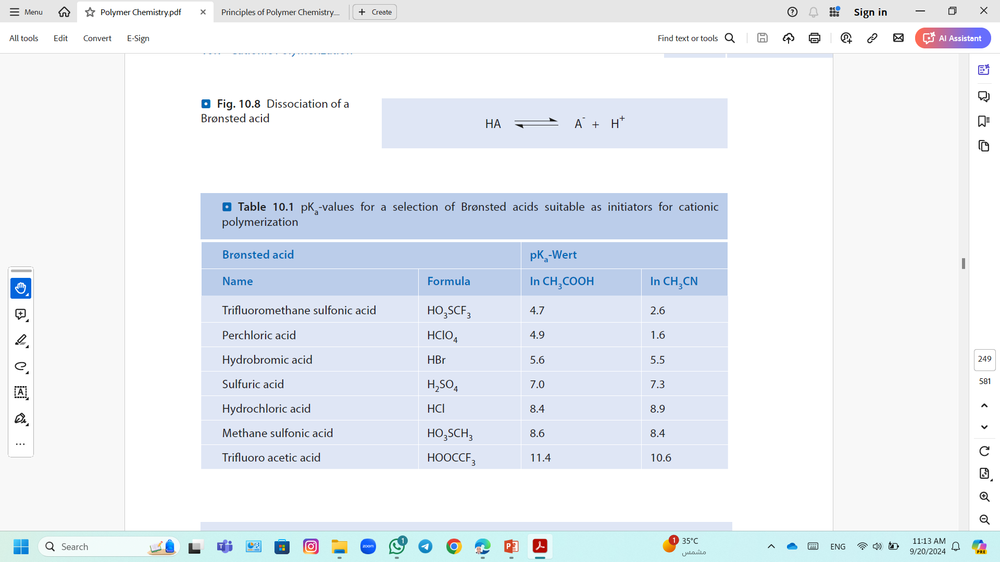 Menu
Polymer Chemistry.pdf
Principles of Polymer Chemistry....
Create
Sign in
All tools
Edit
Convert
E-Sign
Find text or tools
AI Assistant
Fig. 10.8 Dissociation of a
Brønsted acid
HA ⇌ A⁻ + H⁺
Table 10.1 pKₐ-values for a selection of Brønsted acids suitable as initiators for cationic
polymerization
Brønsted acid pKₐ-Wert
Name Formula In CH₃COOH In CH₃CN
Trifluoromethane sulfonic acid HO₃SCF₃ 4.7 2.6
Perchloric acid HClO₄ 4.9 1.6
Hydrobromic acid HBr 5.6 5.5
Sulfuric acid H₂SO₄ 7.0 7.3
Hydrochloric acid HCl 8.4 8.9
Methane sulfonic acid HO₃SCH₃ 8.6 8.4
Trifluoro acetic acid HOOCCF₃ 11.4 10.6
249
581
Search
zoom
1
1
35°C
مشمس
ENG
11:13 AM
9/20/2024
PRE